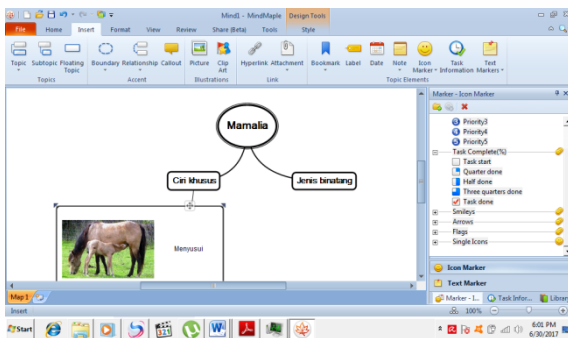 Mind1 - MindMaple
Design Tools
File Home Insert Format View Review Share (Beta) Tools Style
Topic Subtopic Floating Topic Boundary Relationship Callout Picture Clip Art Hyperlink Attachment Bookmark Label Date Note Icon Marker Task Information Text Markers
Topics Accent Illustrations Link Topic Elements
Marker - Icon Marker
Priority3
Priority4
Priority5
Task Complete(%)
Task start
Quarter done
Half done
Three quarters done
Task done
Smileys
Arrows
Flags
Single Icons
Icon Marker
Text Marker
Marker - I... Task Infor... Library
Mamalia
Ciri khusus
Jenis binatang
Menyusui
Map 1
Insert
100%
Start
321
6:01 PM
6/30/2017